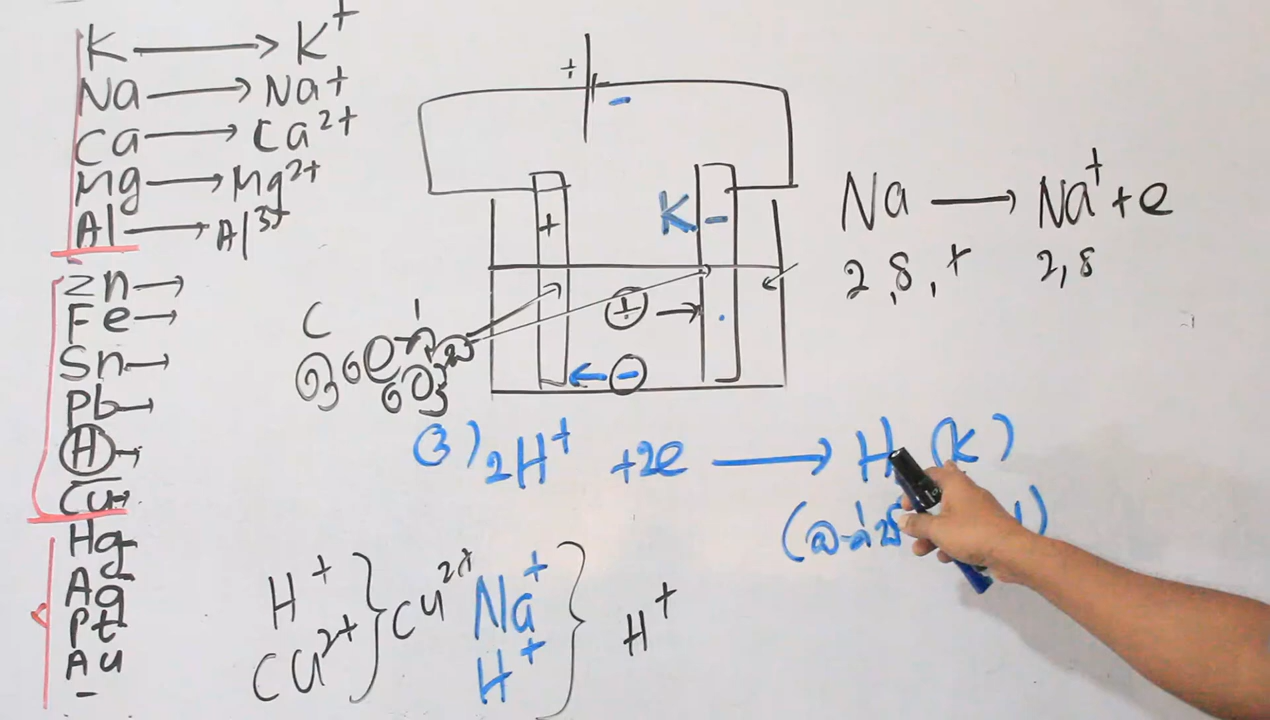 K → K⁺
Na → Na⁺
Ca → Ca²⁺
Mg → Mg²⁺
Al → Al³⁺
Zn →
Fe →
Sn →
Pb →
H →
Cu →
Hg
Ag
Pt
Au
-
+
-
+
K -
+ →
← -
C
Na → Na⁺ + e
2,8,
2,8
3) 2H⁺ +2e → H (K)
H⁺
Cu²⁺
} Cu²⁺
Na⁺
H⁺
} H⁺